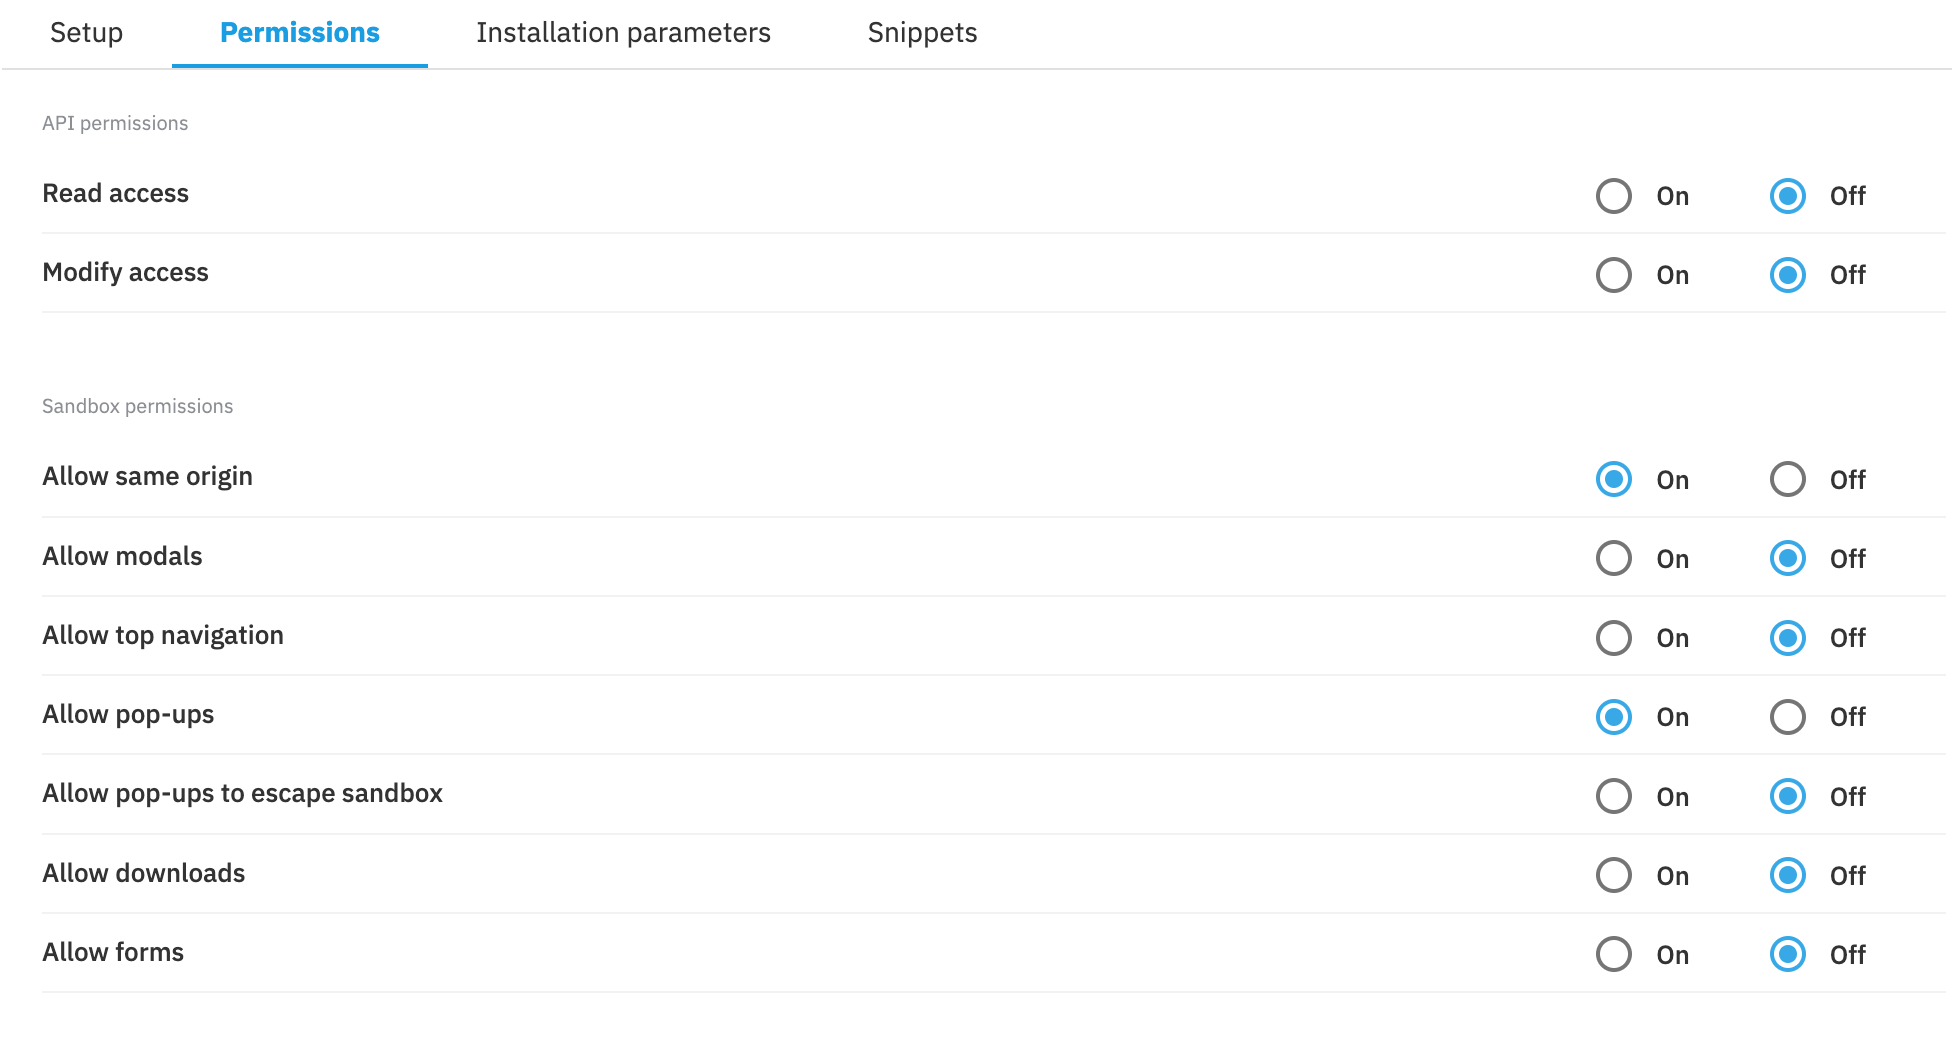 Setup Permissions Installation parameters Snippets
API permissions
Read access On Off
Modify access On Off
Sandbox permissions
Allow same origin On Off
Allow modals On Off
Allow top navigation On Off
Allow pop-ups On Off
Allow pop-ups to escape sandbox On Off
Allow downloads On Off
Allow forms On Off